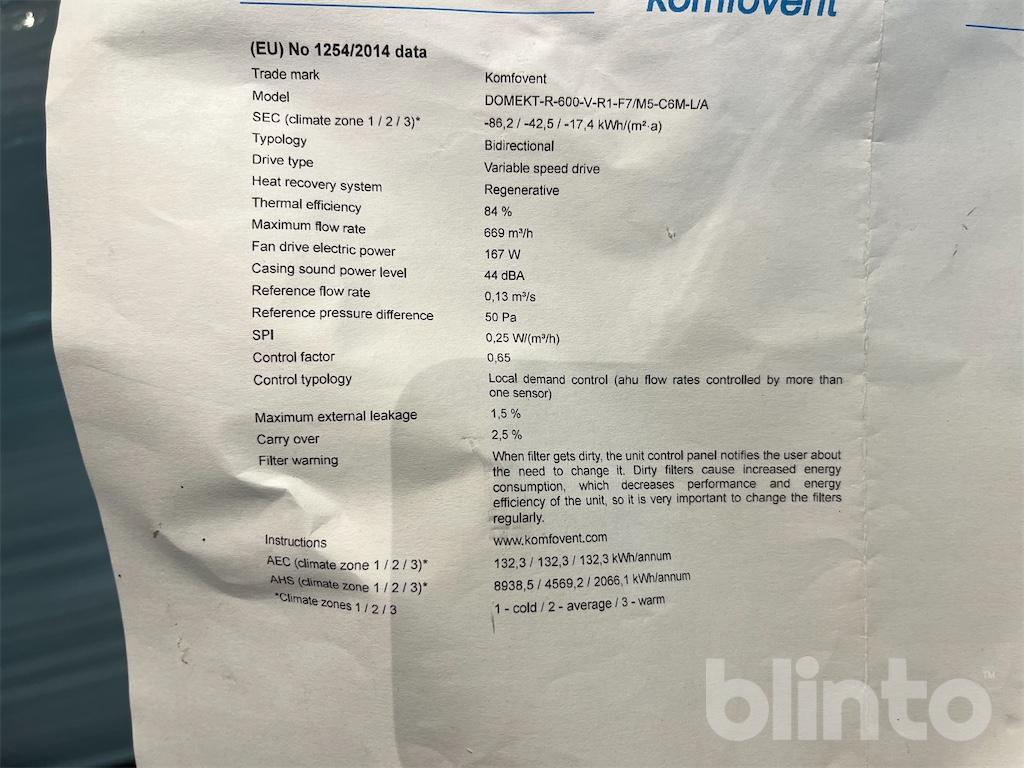 komfovent
(EU) No 1254/2014 data
Trade mark Komfovent
Model DOMEKT-R-600-V-R1-F7/M5-C6M-L/A
SEC (climate zone 1 / 2 / 3)* -86,2 / -42,5 / -17,4 kWh/(m²·a)
Typology Bidirectional
Drive type Variable speed drive
Heat recovery system Regenerative
Thermal efficiency 84 %
Maximum flow rate 669 m³/h
Fan drive electric power 167 W
Casing sound power level 44 dBA
Reference flow rate 0,13 m³/s
Reference pressure difference 50 Pa
SPI 0,25 W/(m³/h)
Control factor 0,65
Control typology Local demand control (ahu flow rates controlled by more than
one sensor)
Maximum external leakage 1,5 %
Carry over 2,5 %
Filter warning When filter gets dirty, the unit control panel notifies the user about
the need to change it. Dirty filters cause increased energy
consumption, which decreases performance and energy
efficiency of the unit, so it is very important to change the filters
regularly.
Instructions www.komfovent.com
AEC (climate zone 1 / 2 / 3)* 132,3 / 132,3 / 132,3 kWh/annum
AHS (climate zone 1 / 2 / 3)* 8938,5 / 4569,2 / 2066,1 kWh/annum
*Climate zones 1 / 2 / 3 1 - cold / 2 - average / 3 - warm
blinto™